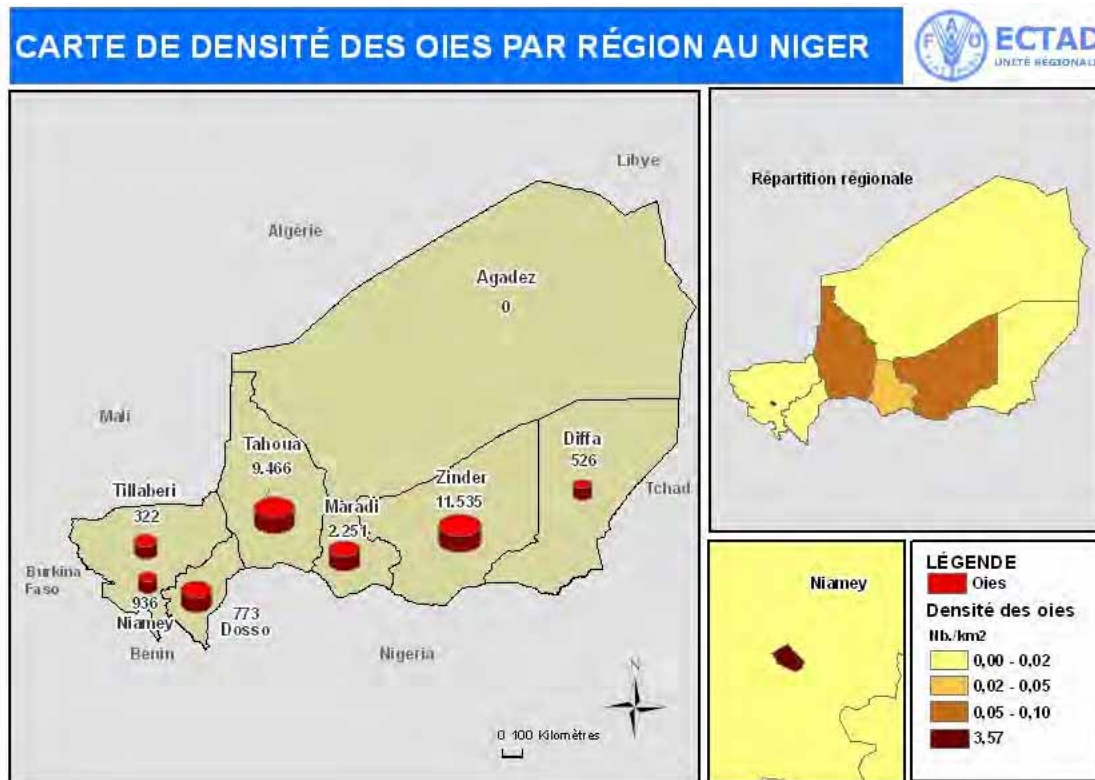 CARTE DE DENSITÉ DES OIES PAR RÉGION AU NIGER
FAO
ECTAD
UNITÉ RÉGIONALE
Libye
Algérie
Agadez
0
Mali
Tahoua
9.466
Diffa
526
Zinder
11.535
Tchad
Tillaberi
322
Maradi
2.251
Burkina
Faso
936
Niamey
773
Dosso
Benin
Nigeria
N
0 100 Kilomètres
Répartition régionale
Niamey
LÉGENDE
Oies
Densité des oies
Nb./km2
0,00 - 0,02
0,02 - 0,05
0,05 - 0,10
3,57